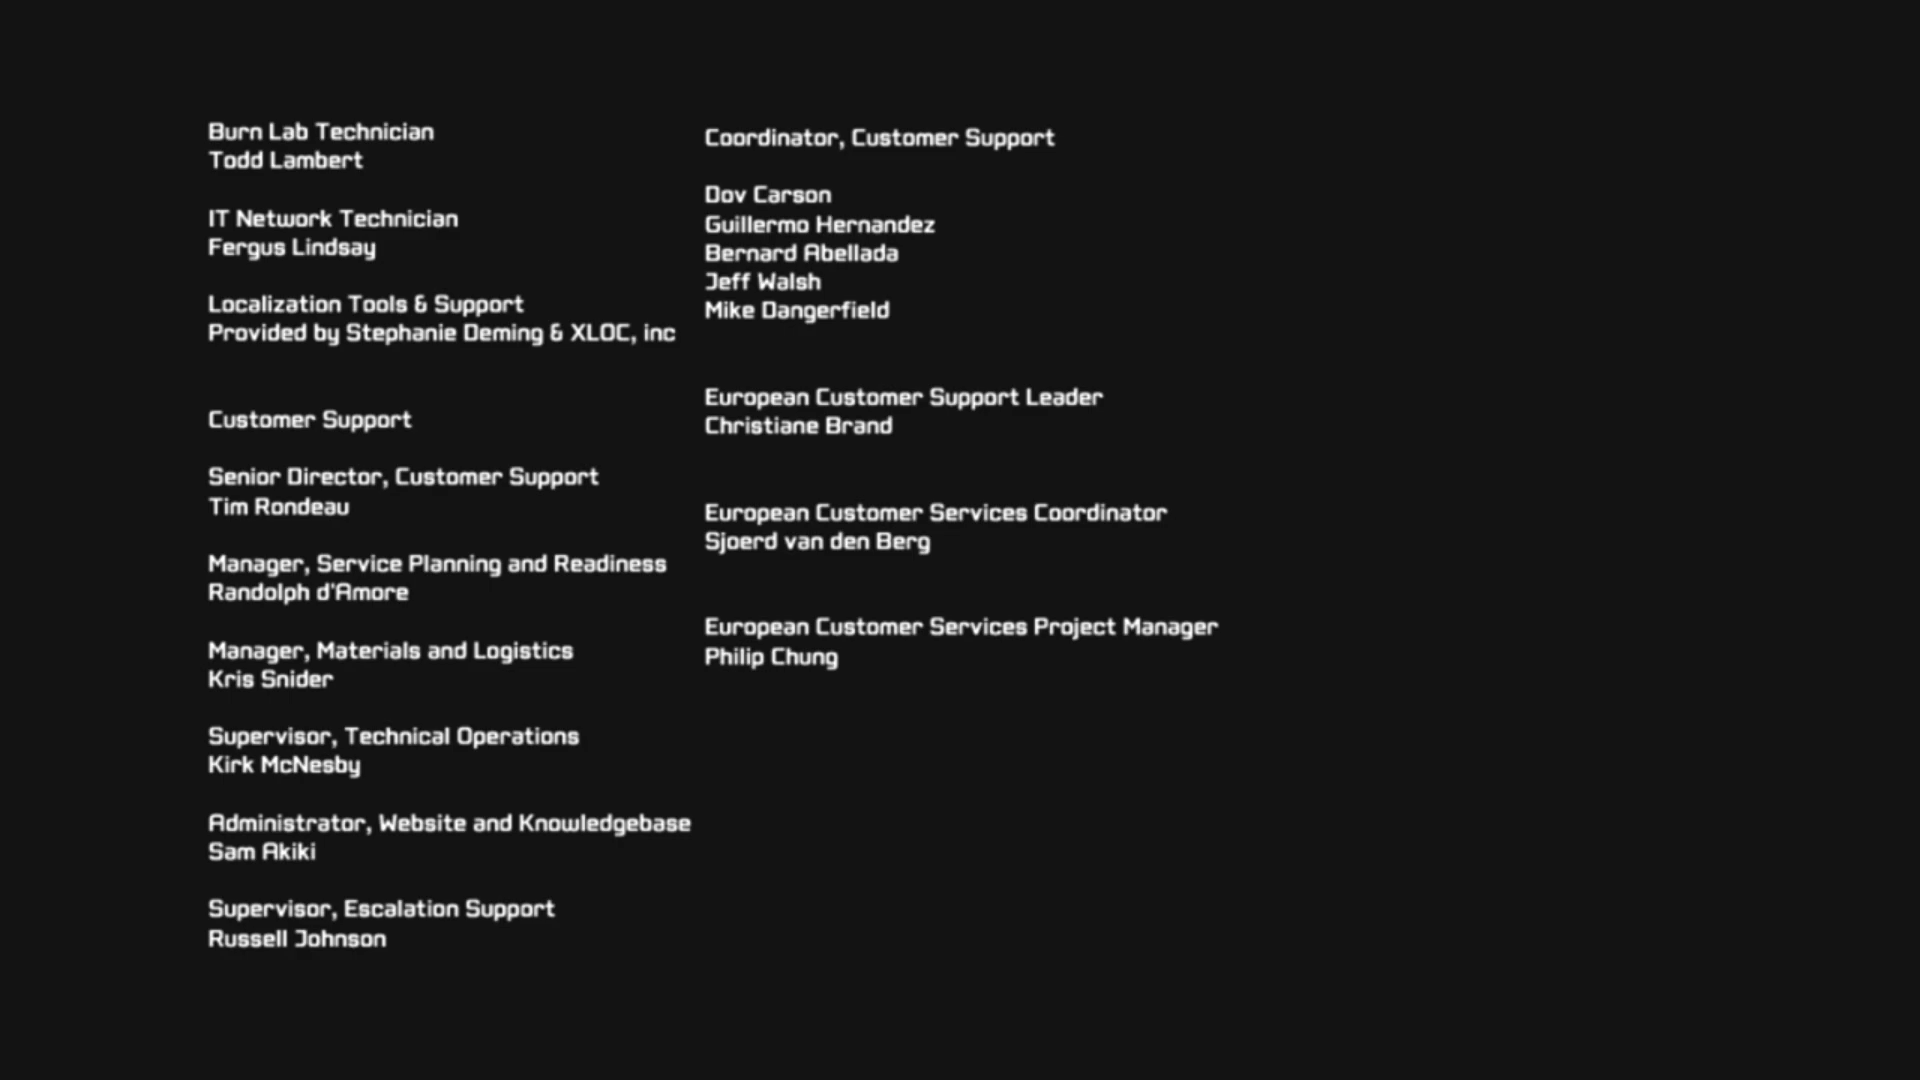 Burn Lab Technician
Todd Lambert
IT Network Technician
Fergus Lindsay
Localization Tools & Support
Provided by Stephanie Deming & XLOC, inc
Customer Support
Senior Director, Customer Support
Tim Rondeau
Manager, Service Planning and Readiness
Randolph d'Amore
Manager, Materials and Logistics
Kris Snider
Supervisor, Technical Operations
Kirk McNesby
Administrator, Website and Knowledgebase
Sam Akiki
Supervisor, Escalation Support
Russell Johnson
Coordinator, Customer Support
Dov Carson
Guillermo Hernandez
Bernard Abellada
Jeff Walsh
Mike Dangerfield
European Customer Support Leader
Christiane Brand
European Customer Services Coordinator
Sjoerd van den Berg
European Customer Services Project Manager
Philip Chung